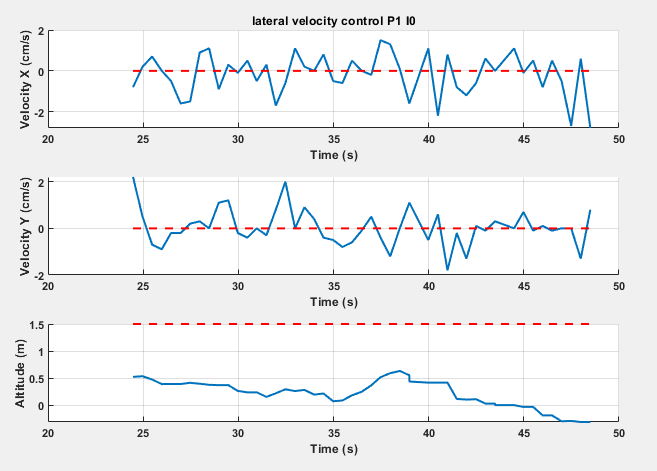 lateral velocity control P1 I0
Velocity X (cm/s)
2
0
-2
20 25 30 35 40 45 50
Time (s)
Velocity Y (cm/s)
2
0
-2
20 25 30 35 40 45 50
Time (s)
Altitude (m)
1.5
1
0.5
0
20 25 30 35 40 45 50
Time (s)